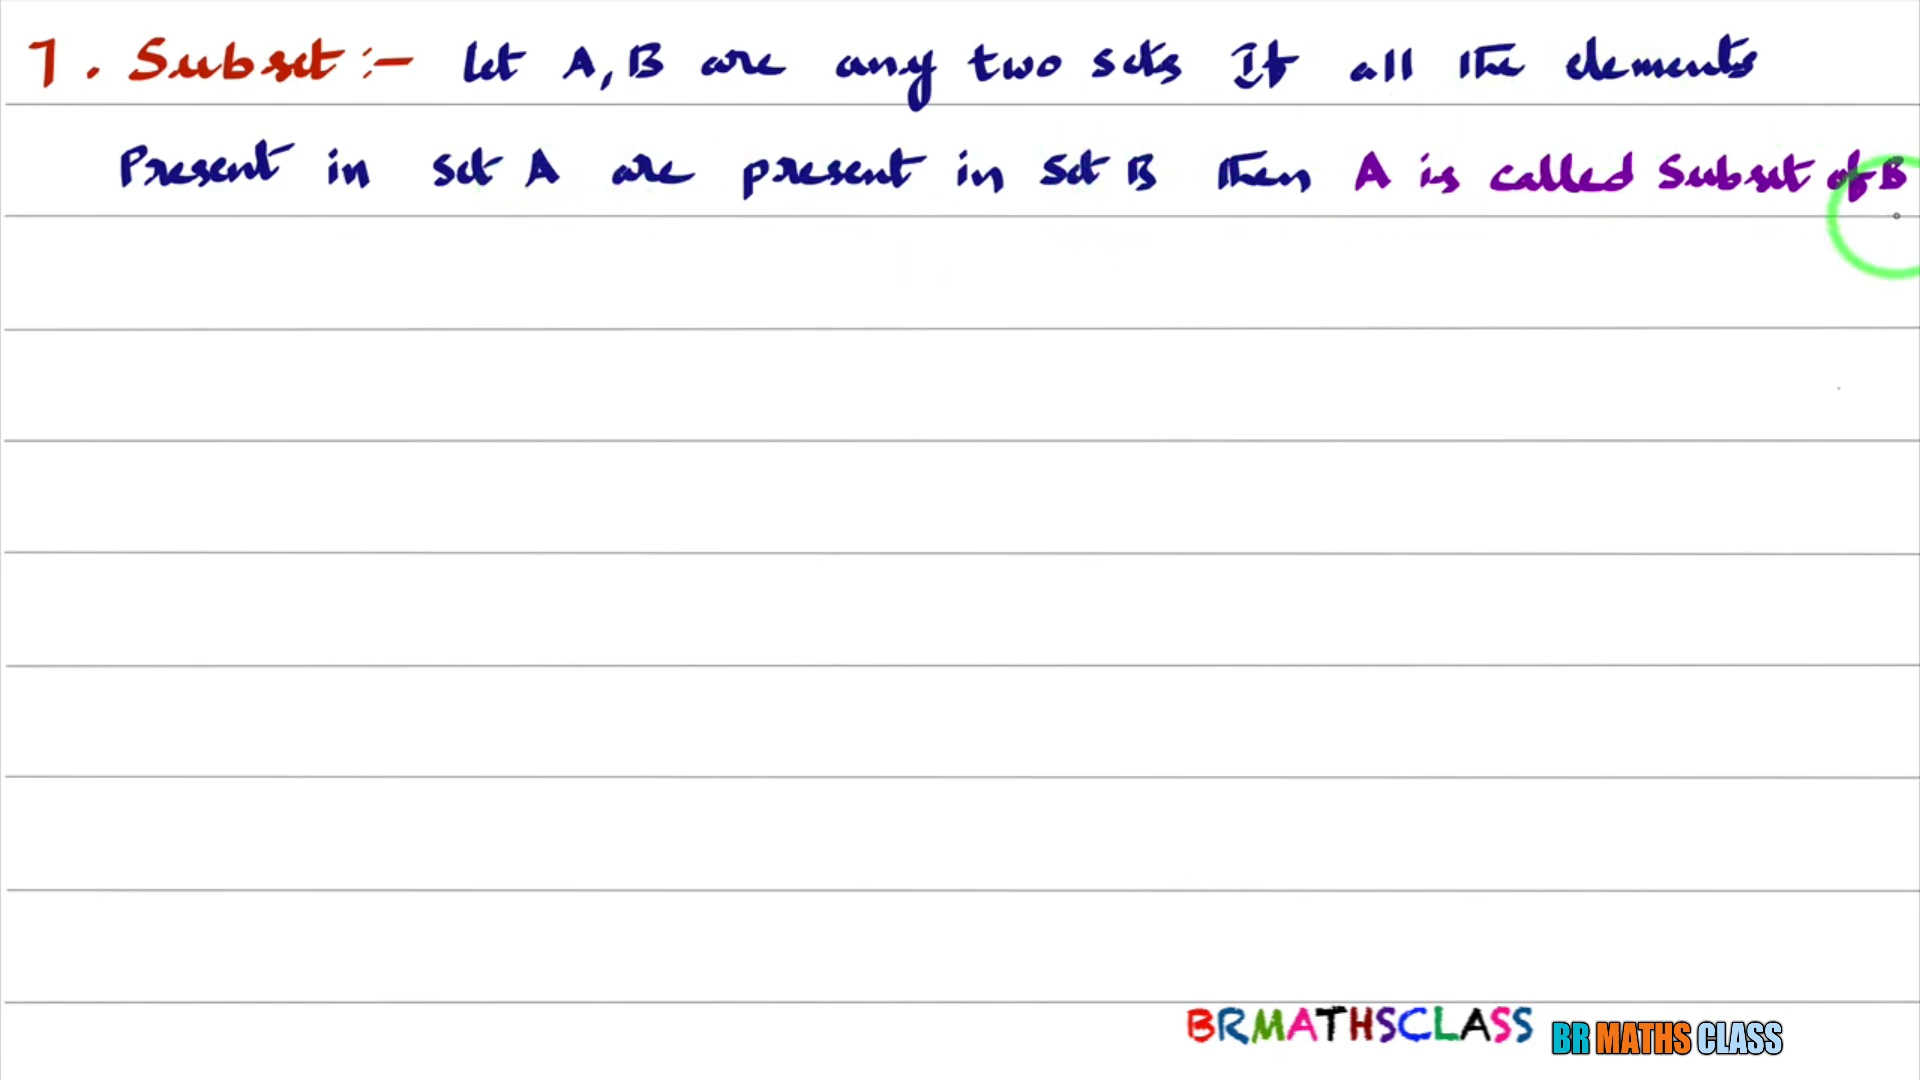 7. Subset :- let A, B are any two sets If all the elements
Present in set A are present in set B then A is called Subset of B
BRMATHSCLASS
BR MATHS CLASS